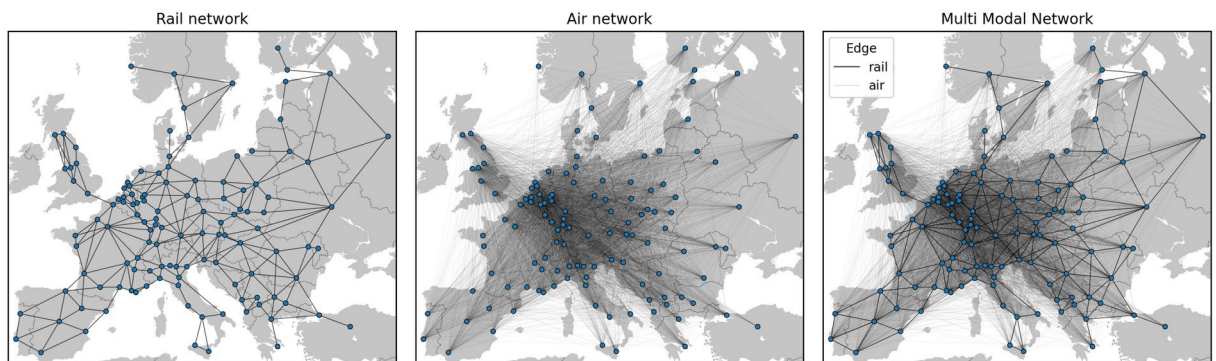 Rail network
Air network
Multi Modal Network
Edge
rail
air